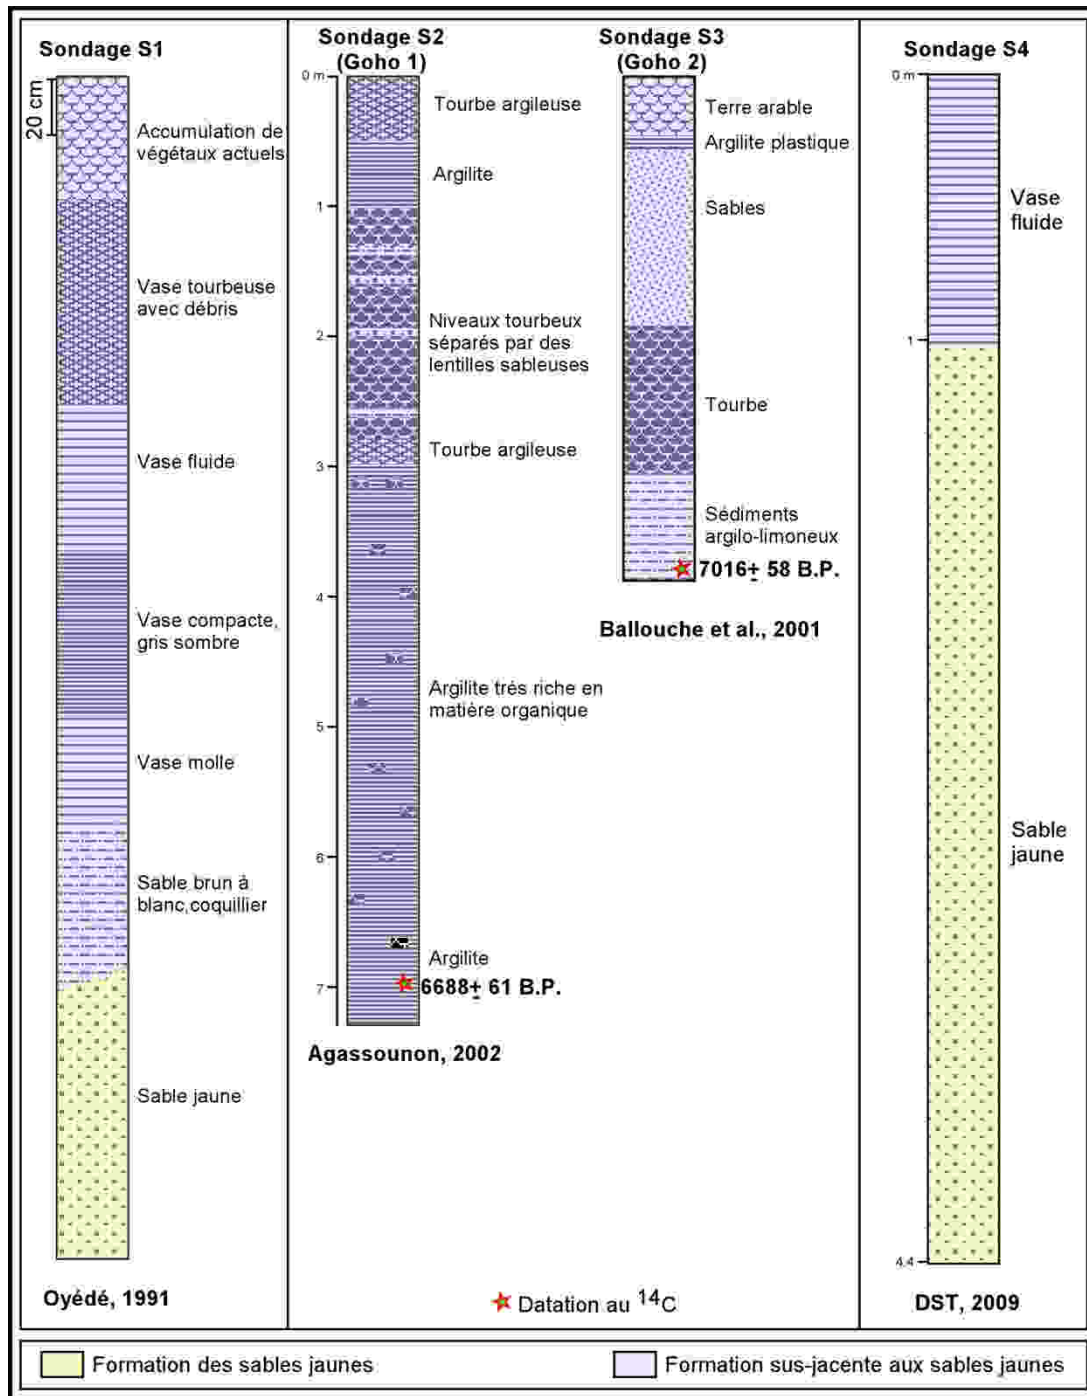 Sondage S1
20 cm
Accumulation de
végétaux actuels
Vase tourbeuse
avec débris
Vase fluide
Vase compacte,
gris sombre
Vase molle
Sable brun à
blanc,coquillier
Sable jaune
Oyédé, 1991
Sondage S2
(Goho 1)
0 m
1
2
3
4
5
6
7
Tourbe argileuse
Argilite
Niveaux tourbeux
séparés par des
lentilles sableuses
Tourbe argileuse
Argilite trés riche en
matière organique
Argilite
6688± 61 B.P.
Agassounon, 2002
Sondage S3
(Goho 2)
Terre arable
Argilite plastique
Sables
Tourbe
Sédiments
argilo-limoneux
7016± 58 B.P.
Ballouche et al., 2001
Datation au 14C
Sondage S4
0 m
1
4.4
Vase
fluide
Sable
jaune
DST, 2009
Formation des sables jaunes
Formation sus-jacente aux sables jaunes